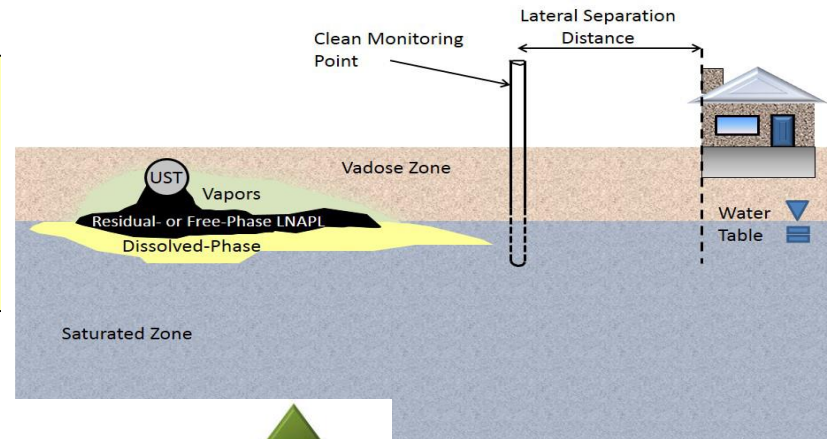 Lateral Separation
Distance
Clean Monitoring
Point
Vadose Zone
UST
Vapors
Residual- or Free-Phase LNAPL
Dissolved-Phase
Water
Table
Saturated Zone